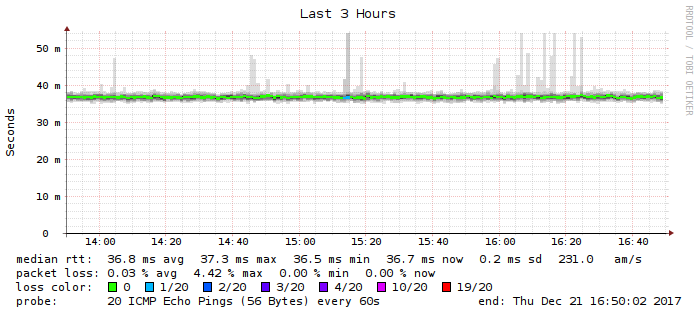 Last 3 Hours
RRDTOOL / TOBI OETIKER
Seconds
50 m
40 m
30 m
20 m
10 m
0
14:00 14:20 14:40 15:00 15:20 15:40 16:00 16:20 16:40
median rtt: 36.8 ms avg 37.3 ms max 36.5 ms min 36.7 ms now 0.2 ms sd 231.0 am/s
packet loss: 0.03 % avg 4.42 % max 0.00 % min 0.00 % now
loss color: 0 1/20 2/20 3/20 4/20 10/20 19/20
probe: 20 ICMP Echo Pings (56 Bytes) every 60s end: Thu Dec 21 16:50:02 2017